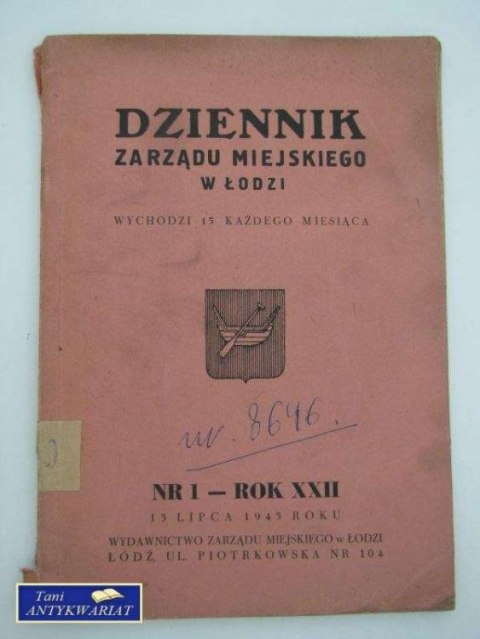 DZIENNIK
ZARZĄDU MIEJSKIEGO
W ŁODZI
WYCHODZI 15 KAŻDEGO MIESIĄCA
nr. 8646.
NR 1 — ROK XXII
15 LIPCA 1945 ROKU
WYDAWNICTWO ZARZĄDU MIEJSKIEGO w ŁODZI
ŁÓDŹ, UL. PIOTRKOWSKA NR 104
Tani
ANTYKWARIAT